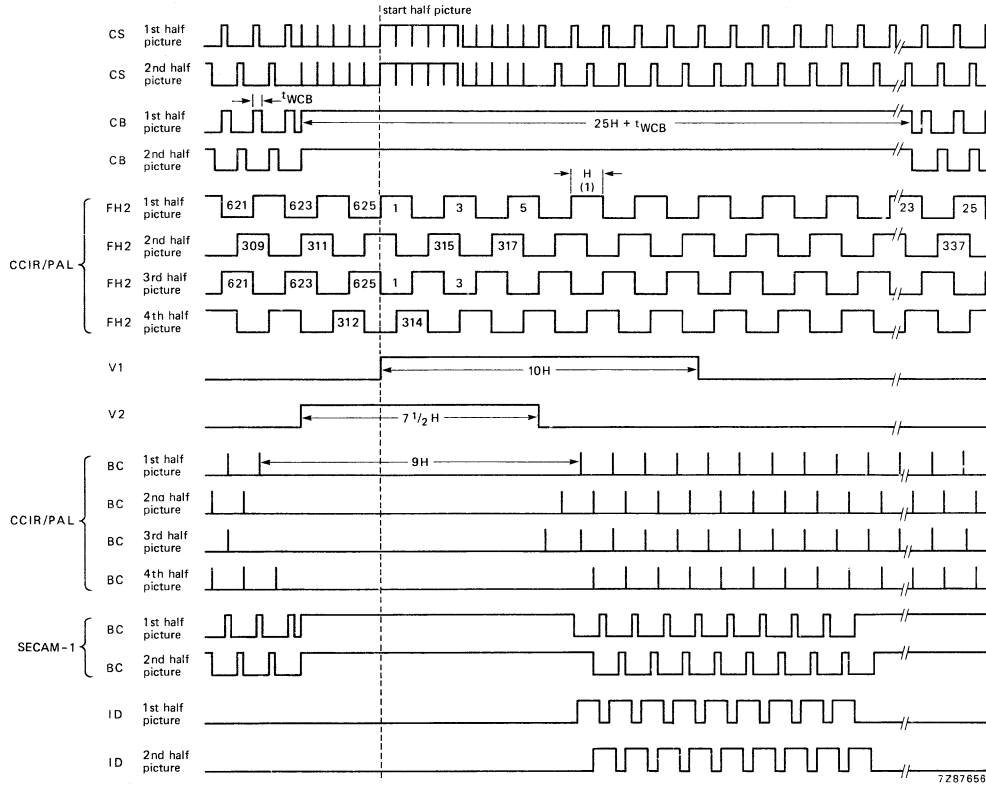 start half picture
CS 1st half picture
CS 2nd half picture
tWCB
CB 1st half picture
25H + tWCB
CB 2nd half picture
H
(1)
CCIR/PAL
FH2 1st half picture
621 623 625 1 3 5 23 25
FH2 2nd half picture
309 311 315 317 337
FH2 3rd half picture
621 623 625 1 3
FH2 4th half picture
312 314
V1
10H
V2
7 1/2 H
CCIR/PAL
BC 1st half picture
9H
BC 2nd half picture
BC 3rd half picture
BC 4th half picture
SECAM-1
BC 1st half picture
BC 2nd half picture
ID 1st half picture
ID 2nd half picture
7Z87656